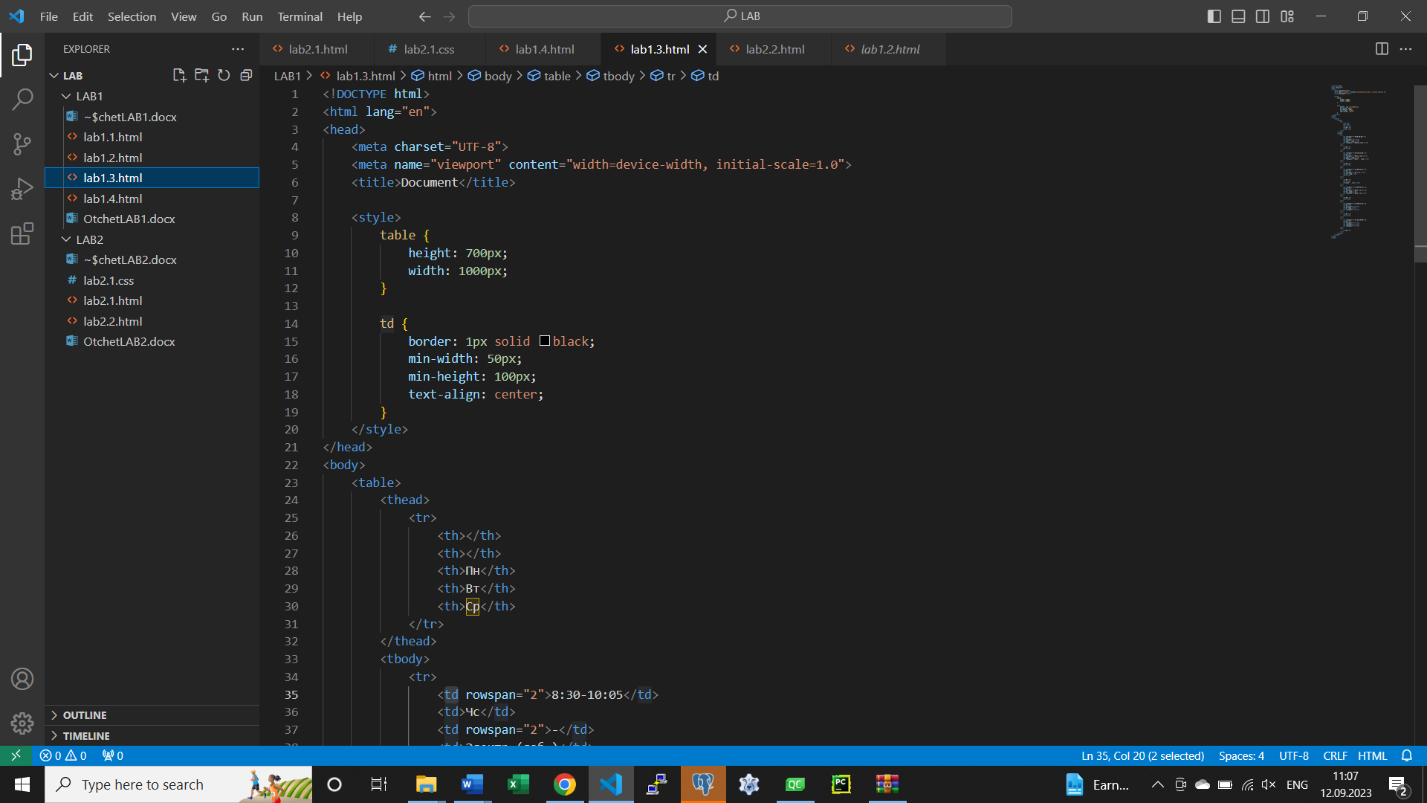 File Edit Selection View Go Run Terminal Help
LAB
EXPLORER
LAB
LAB1
~$chetLAB1.docx
lab1.1.html
lab1.2.html
lab1.3.html
lab1.4.html
OtchetLAB1.docx
LAB2
~$chetLAB2.docx
lab2.1.css
lab2.1.html
lab2.2.html
OtchetLAB2.docx
OUTLINE
TIMELINE
lab2.1.html lab2.1.css lab1.4.html lab1.3.html lab2.2.html lab1.2.html
LAB1 > lab1.3.html > html > body > table > tbody > tr > td
1 <!DOCTYPE html>
2 <html lang="en">
3 <head>
4 <meta charset="UTF-8">
5 <meta name="viewport" content="width=device-width, initial-scale=1.0">
6 <title>Document</title>
7
8 <style>
9 table {
10 height: 700px;
11 width: 1000px;
12 }
13
14 td {
15 border: 1px solid black;
16 min-width: 50px;
17 min-height: 100px;
18 text-align: center;
19 }
20 </style>
21 </head>
22 <body>
23 <table>
24 <thead>
25 <tr>
26 <th></th>
27 <th></th>
28 <th>Пн</th>
29 <th>Вт</th>
30 <th>Ср</th>
31 </tr>
32 </thead>
33 <tbody>
34 <tr>
35 <td rowspan="2">8:30-10:05</td>
36 <td>Чс</td>
37 <td rowspan="2">-</td>
0 0 0
Ln 35, Col 20 (2 selected) Spaces: 4 UTF-8 CRLF HTML
Type here to search
Earn...
ENG
11:07
12.09.2023
2